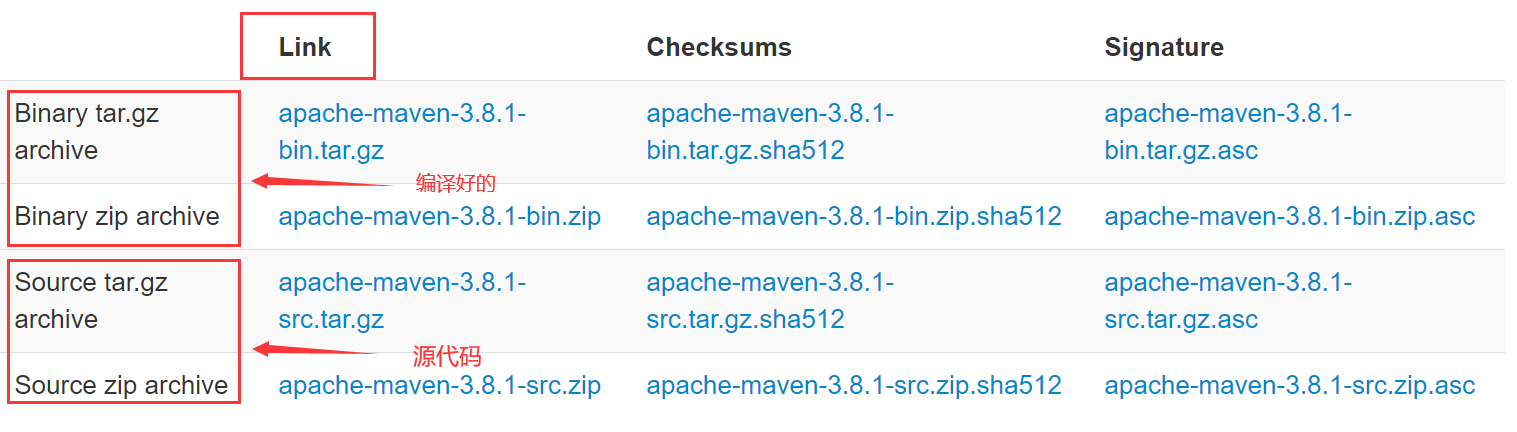 Link Checksums Signature
Binary tar.gz apache-maven-3.8.1- apache-maven-3.8.1- apache-maven-3.8.1-
archive bin.tar.gz bin.tar.gz.sha512 bin.tar.gz.asc
编译好的
Binary zip archive apache-maven-3.8.1-bin.zip apache-maven-3.8.1-bin.zip.sha512 apache-maven-3.8.1-bin.zip.asc
Source tar.gz apache-maven-3.8.1- apache-maven-3.8.1- apache-maven-3.8.1-
archive src.tar.gz src.tar.gz.sha512 src.tar.gz.asc
源代码
Source zip archive apache-maven-3.8.1-src.zip apache-maven-3.8.1-src.zip.sha512 apache-maven-3.8.1-src.zip.asc